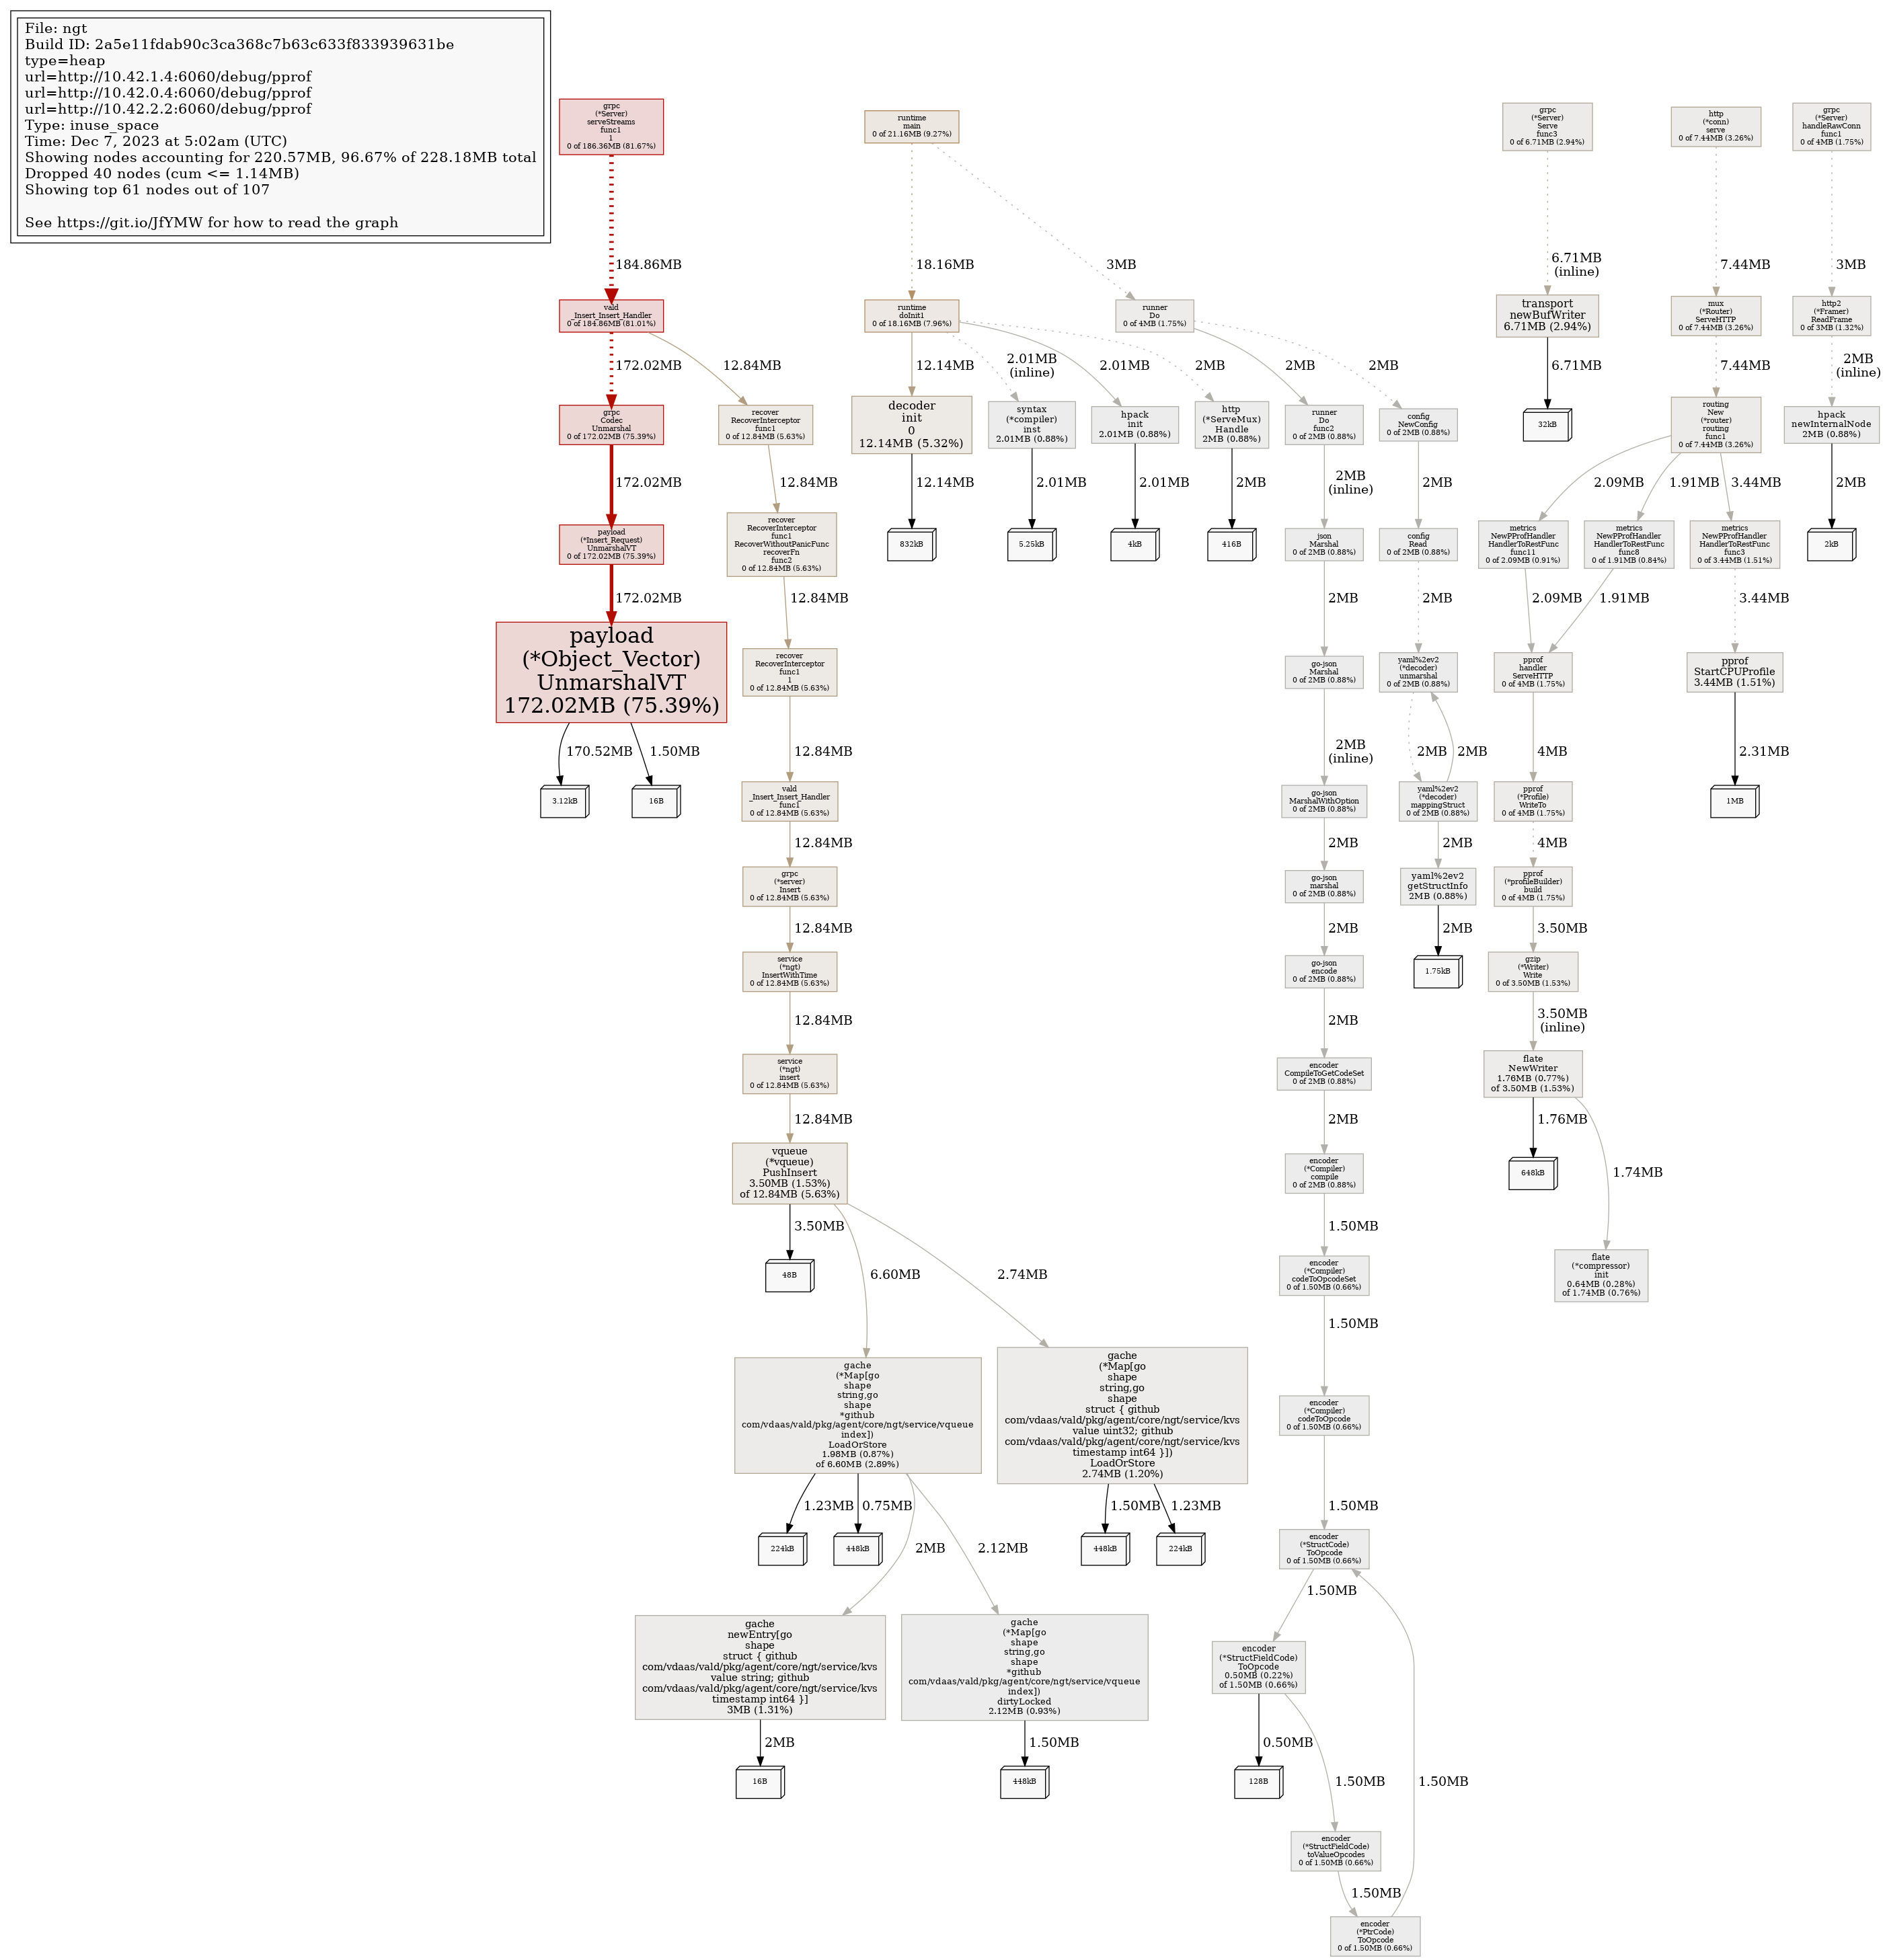 File: ngt
Build ID: 2a5e11fdab90c3ca368c7b63c633f833939631be
type=heap
url=http://10.42.1.4:6060/debug/pprof
url=http://10.42.0.4:6060/debug/pprof
url=http://10.42.2.2:6060/debug/pprof
Type: inuse_space
Time: Dec 7, 2023 at 5:02am (UTC)
Showing nodes accounting for 220.57MB, 96.67% of 228.18MB total
Dropped 40 nodes (cum <= 1.14MB)
Showing top 61 nodes out of 107
See https://git.io/JfYMW for how to read the graph
grpc
(*Server)
serveStreams
func1
1
0 of 186.36MB (81.67%)
184.86MB
vald
_Insert_Insert_Handler
0 of 184.86MB (81.01%)
172.02MB
12.84MB
grpc
Codec
Unmarshal
0 of 172.02MB (75.39%)
172.02MB
payload
(*Insert_Request)
UnmarshalVT
0 of 172.02MB (75.39%)
172.02MB
payload
(*Object_Vector)
UnmarshalVT
172.02MB (75.39%)
170.52MB
1.50MB
3.12kB
16B
recover
RecoverInterceptor
func1
0 of 12.84MB (5.63%)
12.84MB
recover
RecoverInterceptor
func1
RecoverWithoutPanicFunc
recoverFn
func2
0 of 12.84MB (5.63%)
12.84MB
recover
RecoverInterceptor
func1
1
0 of 12.84MB (5.63%)
12.84MB
vald
_Insert_Insert_Handler
func1
0 of 12.84MB (5.63%)
12.84MB
grpc
(*server)
Insert
0 of 12.84MB (5.63%)
12.84MB
service
(*ngt)
InsertWithTime
0 of 12.84MB (5.63%)
12.84MB
service
(*ngt)
insert
0 of 12.84MB (5.63%)
12.84MB
vqueue
(*vqueue)
PushInsert
3.50MB (1.53%)
of 12.84MB (5.63%)
3.50MB
6.60MB
2.74MB
48B
gache
(*Map[go
shape
string,go
shape
*github
com/vdaas/vald/pkg/agent/core/ngt/service/vqueue
index])
LoadOrStore
1.98MB (0.87%)
of 6.60MB (2.89%)
1.23MB
0.75MB
2MB
2.12MB
224kB
448kB
gache
(*Map[go
shape
string,go
shape
struct { github
com/vdaas/vald/pkg/agent/core/ngt/service/kvs
value uint32; github
com/vdaas/vald/pkg/agent/core/ngt/service/kvs
timestamp int64 }])
LoadOrStore
2.74MB (1.20%)
1.50MB
1.23MB
448kB
224kB
gache
newEntry[go
shape
struct { github
com/vdaas/vald/pkg/agent/core/ngt/service/kvs
value string; github
com/vdaas/vald/pkg/agent/core/ngt/service/kvs
timestamp int64 }]
3MB (1.31%)
2MB
16B
gache
(*Map[go
shape
string,go
shape
*github
com/vdaas/vald/pkg/agent/core/ngt/service/vqueue
index])
dirtyLocked
2.12MB (0.93%)
1.50MB
448kB
runtime
main
0 of 21.16MB (9.27%)
18.16MB
3MB
runtime
doInit1
0 of 18.16MB (7.96%)
12.14MB
2.01MB
(inline)
2.01MB
2MB
decoder
init
0
12.14MB (5.32%)
12.14MB
832kB
syntax
(*compiler)
inst
2.01MB (0.88%)
2.01MB
5.25kB
hpack
init
2.01MB (0.88%)
2.01MB
4kB
http
(*ServeMux)
Handle
2MB (0.88%)
2MB
416B
runner
Do
0 of 4MB (1.75%)
2MB
2MB
runner
Do
func2
0 of 2MB (0.88%)
2MB
(inline)
json
Marshal
0 of 2MB (0.88%)
2MB
go-json
Marshal
0 of 2MB (0.88%)
2MB
(inline)
go-json
MarshalWithOption
0 of 2MB (0.88%)
2MB
go-json
marshal
0 of 2MB (0.88%)
2MB
go-json
encode
0 of 2MB (0.88%)
2MB
encoder
CompileToGetCodeSet
0 of 2MB (0.88%)
2MB
encoder
(*Compiler)
compile
0 of 2MB (0.88%)
1.50MB
encoder
(*Compiler)
codeToOpcodeSet
0 of 1.50MB (0.66%)
1.50MB
encoder
(*Compiler)
codeToOpcode
0 of 1.50MB (0.66%)
1.50MB
encoder
(*StructCode)
ToOpcode
0 of 1.50MB (0.66%)
1.50MB
encoder
(*StructFieldCode)
ToOpcode
0.50MB (0.22%)
of 1.50MB (0.66%)
0.50MB
1.50MB
1.50MB
128B
encoder
(*StructFieldCode)
toValueOpcodes
0 of 1.50MB (0.66%)
1.50MB
encoder
(*PtrCode)
ToOpcode
0 of 1.50MB (0.66%)
config
NewConfig
0 of 2MB (0.88%)
2MB
config
Read
0 of 2MB (0.88%)
2MB
yaml%2ev2
(*decoder)
unmarshal
0 of 2MB (0.88%)
2MB
2MB
yaml%2ev2
(*decoder)
mappingStruct
0 of 2MB (0.88%)
2MB
yaml%2ev2
getStructInfo
2MB (0.88%)
2MB
1.75kB
grpc
(*Server)
Serve
func3
0 of 6.71MB (2.94%)
6.71MB
(inline)
transport
newBufWriter
6.71MB (2.94%)
6.71MB
32kB
http
(*conn)
serve
0 of 7.44MB (3.26%)
7.44MB
mux
(*Router)
ServeHTTP
0 of 7.44MB (3.26%)
7.44MB
routing
New
(*router)
routing
func1
0 of 7.44MB (3.26%)
2.09MB
1.91MB
3.44MB
metrics
NewPProfHandler
HandlerToRestFunc
func11
0 of 2.09MB (0.91%)
2.09MB
metrics
NewPProfHandler
HandlerToRestFunc
func8
0 of 1.91MB (0.84%)
1.91MB
metrics
NewPProfHandler
HandlerToRestFunc
func3
0 of 3.44MB (1.51%)
3.44MB
pprof
handler
ServeHTTP
0 of 4MB (1.75%)
4MB
pprof
(*Profile)
WriteTo
0 of 4MB (1.75%)
4MB
pprof
(*profileBuilder)
build
0 of 4MB (1.75%)
3.50MB
gzip
(*Writer)
Write
0 of 3.50MB (1.53%)
3.50MB
(inline)
flate
NewWriter
1.76MB (0.77%)
of 3.50MB (1.53%)
1.76MB
1.74MB
648kB
flate
(*compressor)
init
0.64MB (0.28%)
of 1.74MB (0.76%)
pprof
StartCPUProfile
3.44MB (1.51%)
2.31MB
1MB
grpc
(*Server)
handleRawConn
func1
0 of 4MB (1.75%)
3MB
http2
(*Framer)
ReadFrame
0 of 3MB (1.32%)
2MB
(inline)
hpack
newInternalNode
2MB (0.88%)
2MB
2kB